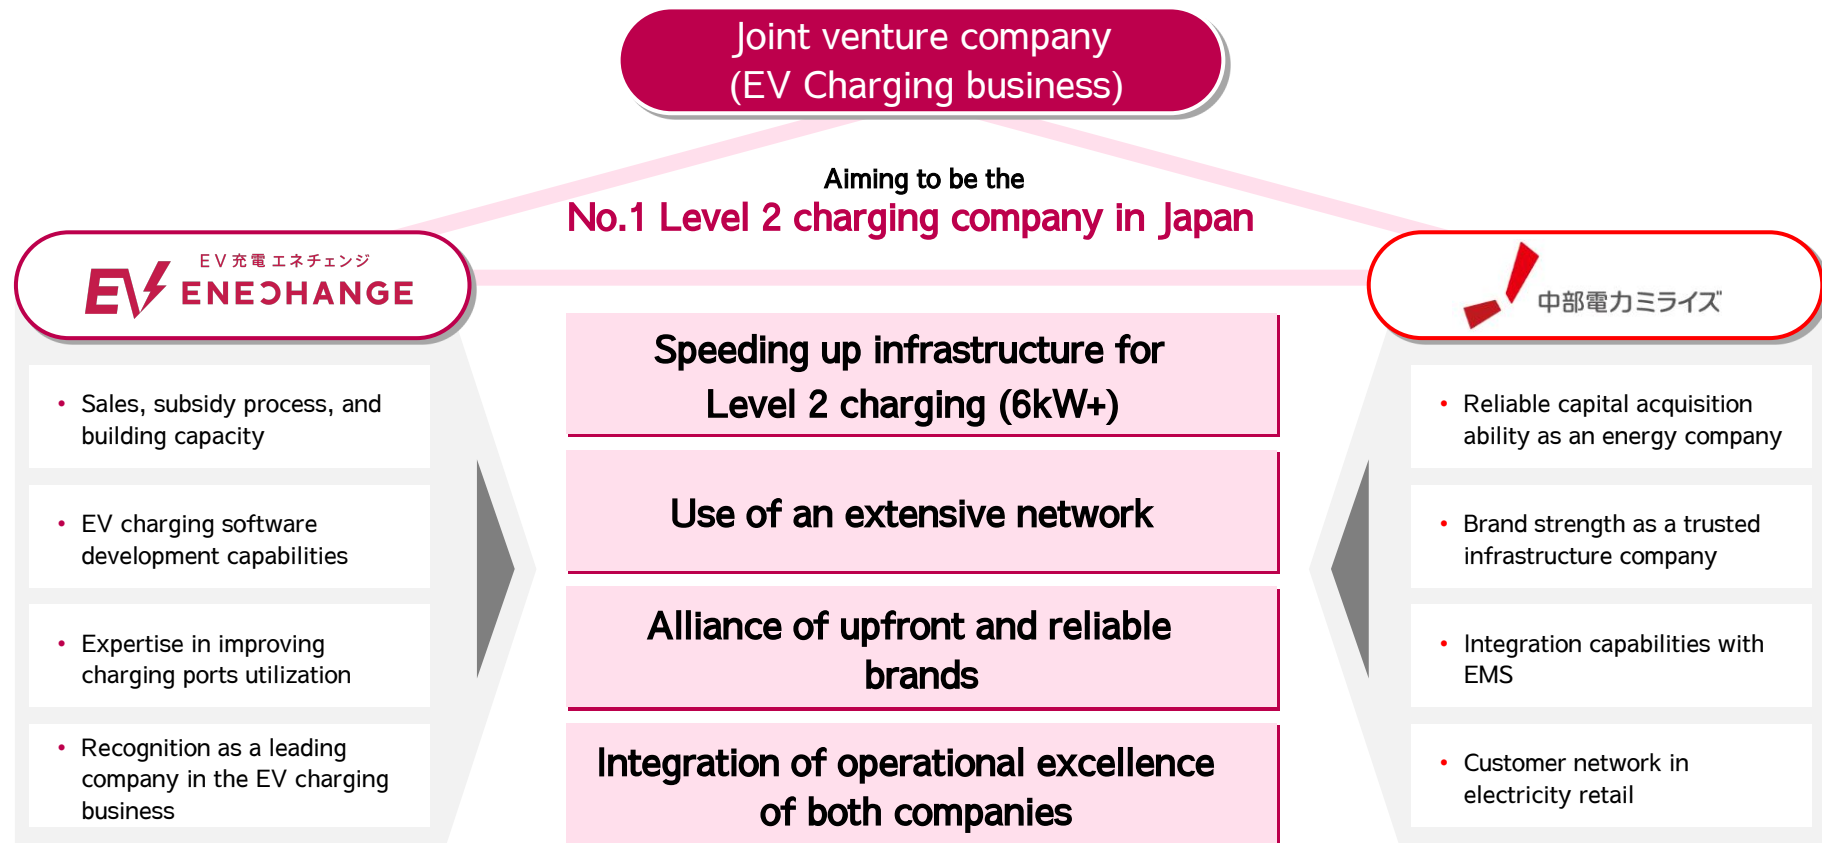 Joint venture company
(EV Charging business)
Aiming to be the
No.1 Level 2 charging company in Japan
EV充電 エネチェンジ
EV ENECHANGE
• Sales, subsidy process, and
building capacity
• EV charging software
development capabilities
• Expertise in improving
charging ports utilization
• Recognition as a leading
company in the EV charging
business
Speeding up infrastructure for
Level 2 charging (6kW+)
Use of an extensive network
Alliance of upfront and reliable
brands
Integration of operational excellence
of both companies
中部電力ミライズ
• Reliable capital acquisition
ability as an energy company
• Brand strength as a trusted
infrastructure company
• Integration capabilities with
EMS
• Customer network in
electricity retail